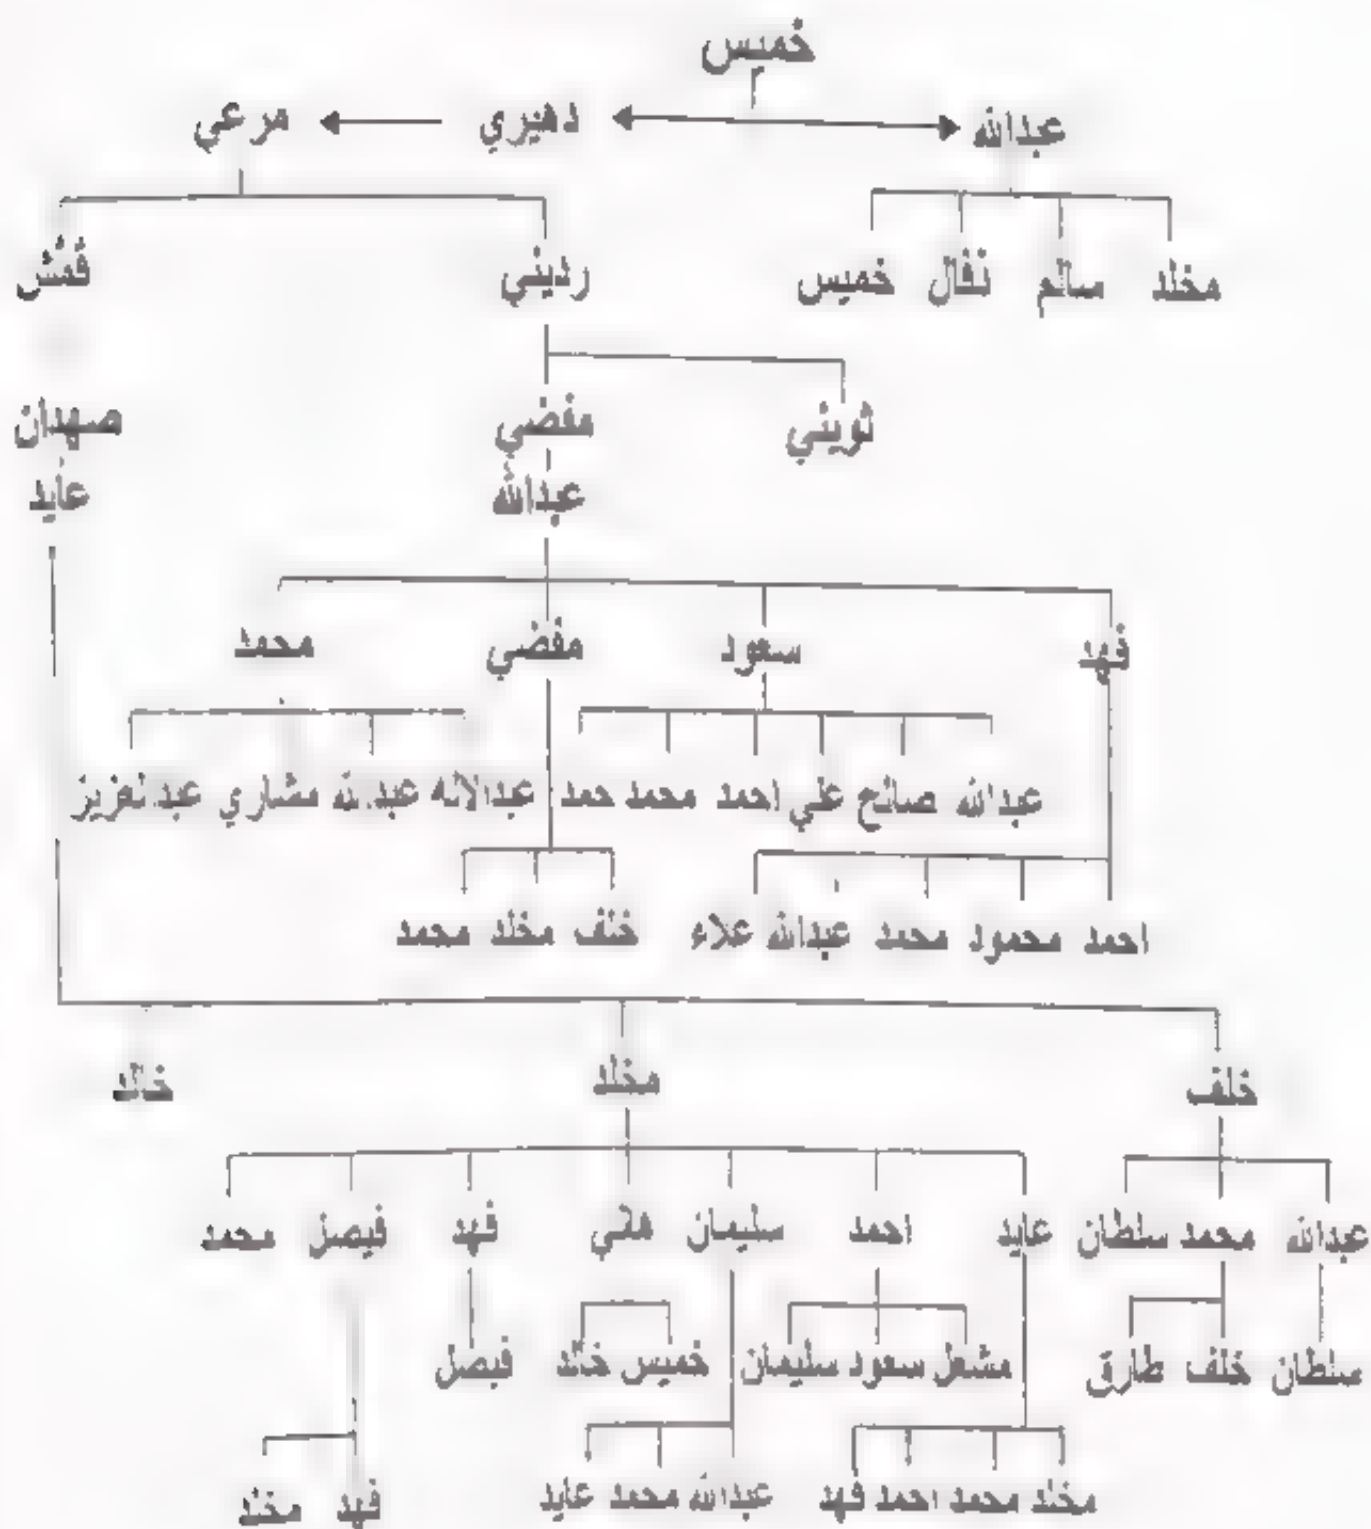 خميس
عبدالله دهيري مرعي
مخلد سالم نفال خميس رديني قمش
ثويني مفضي صهدان
عبدالله عايد
فهد سعود مفضي محمد
عبدالله صالح علي احمد محمد حمد عبدالاله عبدالله مشاري عبدالعزيز
احمد محمود محمد عبدالله علاء خلف مخلد محمد
خلف مخلد خالد
عبدالله محمد سلطان عايد احمد سليمان هاني فهد فيصل محمد
سلطان خلف طارق مشعل سعود سليمان خميس خالد فيصل
مخلد محمد احمد فهد عبدالله محمد عايد فهد مخلد